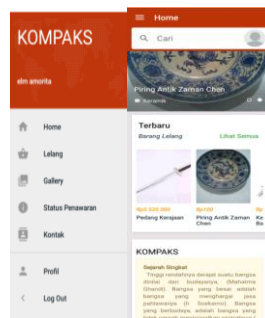 KOMPAKS
elm amorita
Home
Lelang
Gallery
Status Penawaran
Kontak
Profil
Log Out
Home
Cari
Piring Antik Zaman Chen
Keramik
Terbaru
Barang Lelang
Lihat Semua
Pedang Kerajaan
Rp100
Piring Antik Zaman Chen
KOMPAKS
Sejarah Singkat
Tinggi rendahnya derajat suatu bangsa
dinilai dari budayanya, (Mahatma
Ghandi) Bangsa yang besar adalah
bangsa yang menghargai jasa
pahlawannya (Ir Soekarno). Bangsa
yang berbudaya, adalah bangsa yang